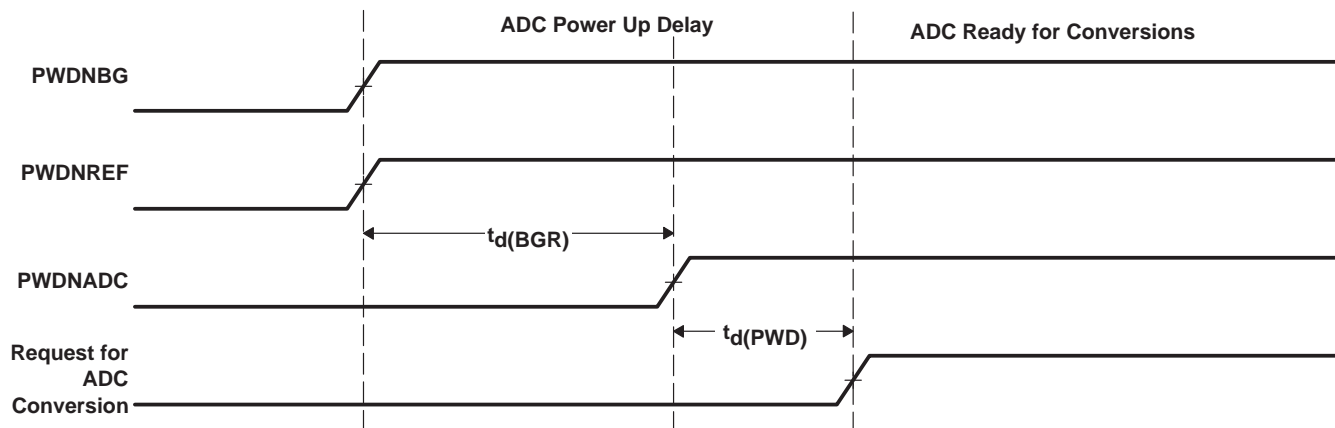 ADC Power Up Delay
ADC Ready for Conversions
PWDNBG
PWDNREF
td(BGR)
PWDNADC
td(PWD)
Request for
ADC
Conversion